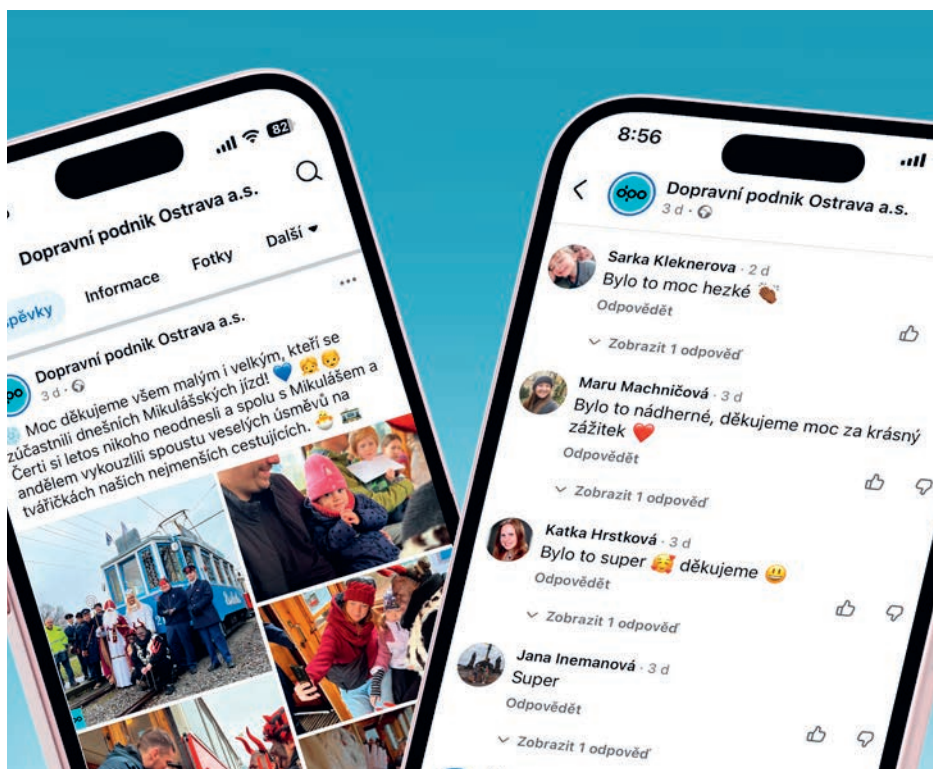 82
Dopravní podnik Ostrava a.s.
Informace
Fotky
Další
Dopravní podnik Ostrava a.s.
3 d
Moc děkujeme všem malým i velkým, kteří se
zúčastnili dnešních Mikulášských jízd! 💙 👧 👦
Čerti si letos nikoho neodnesli a spolu s Mikulášem a
andělem vykouzlili spoustu veselých úsměvů na
tvářičkách našich nejmenších cestujících. 🐣 🚋
8:56
dpo
Dopravní podnik Ostrava a.s.
3 d
Sarka Kleknerova · 2 d
Bylo to moc hezké 👏🏾
Odpovědět
Zobrazit 1 odpověď
Maru Machničová · 3 d
Bylo to nádherné, děkujeme moc za krásný
zážitek ❤️
Odpovědět
Zobrazit 1 odpověď
Katka Hrstková · 3 d
Bylo to super 🥰 děkujeme 😃
Odpovědět
Zobrazit 1 odpověď
Jana Inemanová · 3 d
Super
Odpovědět
Zobrazit 1 odpověď